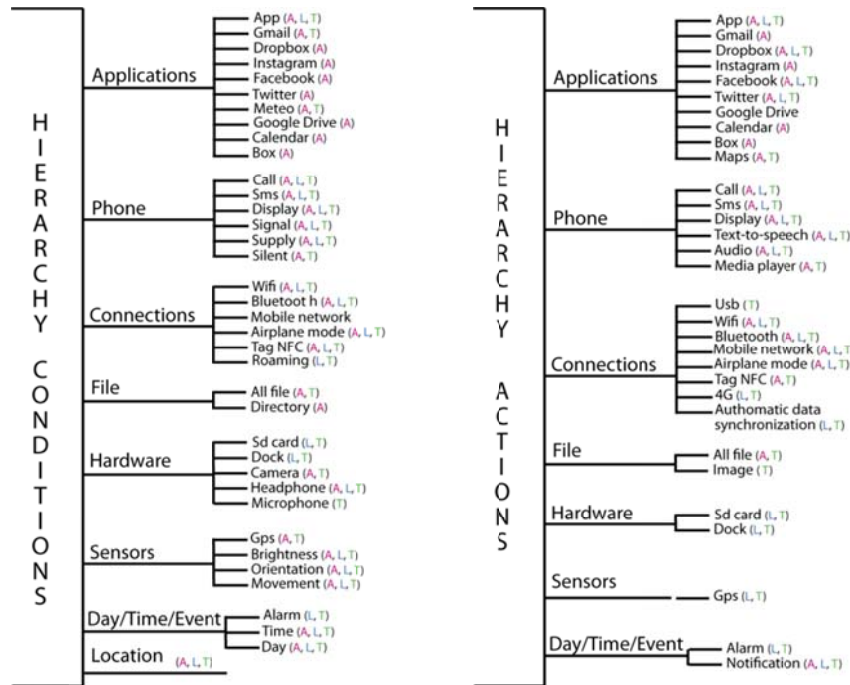 HIERARCHY CONDITIONS
Applications
App (A, L, T)
Gmail (A, L, T)
Dropbox (A)
Instagram (A)
Facebook (A)
Twitter (A)
Meteo (A, T)
Google Drive (A)
Calendar (A)
Box (A)
Phone
Call (A, L, T)
Sms (A, L, T)
Display (A, L, T)
Signal (A, L, T)
Supply (A, L, T)
Silent (A, T)
Connections
Wifi (A, L, T)
Bluetoot h (A, L, T)
Mobile network
Airplane mode (A, L, T)
Tag NFC (A, L, T)
Roaming (L, T)
File
All file (A, T)
Directory (A)
Hardware
Sd card (L, T)
Dock (L, T)
Camera (A, T)
Headphone (A, L, T)
Microphone (T)
Sensors
Gps (A, T)
Brightness (A, L, T)
Orientation (A, L, T)
Movement (A, L, T)
Day/Time/Event
Alarm (L, T)
Time (A, L, T)
Day (A, L, T)
Location (A, L, T)
HIERARCHY ACTIONS
Applications
App (A, L, T)
Gmail (A)
Dropbox (A, L, T)
Instagram (A)
Facebook (A, L, T)
Twitter (A, L, T)
Google Drive
Calendar (A)
Box (A)
Maps (A, T)
Phone
Call (A, L, T)
Sms (A, L, T)
Display (A, L, T)
Text-to-speech (A, L, T)
Audio (A, L, T)
Media player (A, T)
Connections
Usb (T)
Wifi (A, L, T)
Bluetooth (A, L, T)
Mobile network (A, L, T
Airplane mode (A, L, T)
Tag NFC (A, T)
4G (L, T)
Authomatic data
synchronization (L, T)
File
All file (A, T)
Image (T)
Hardware
Sd card (L, T)
Dock (L, T)
Sensors
Gps (L, T)
Day/Time/Event
Alarm (L, T)
Notification (A, L, T)